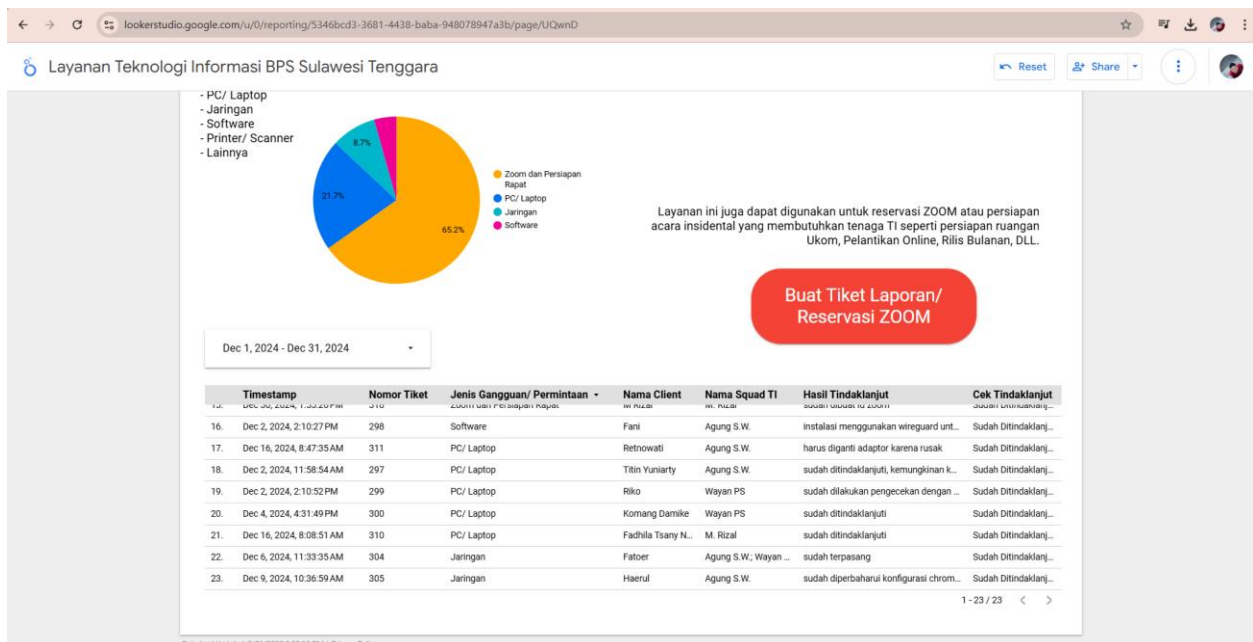 lookerstudio.google.com/u/0/reporting/5346bcd3-3681-4438-baba-948078947a3b/page/UQwnD
Layanan Teknologi Informasi BPS Sulawesi Tenggara
Reset
Share
- PC/ Laptop
- Jaringan
- Software
- Printer/ Scanner
- Lainnya
8.7%
21.7%
65.2%
Zoom dan Persiapan
Rapat
PC/ Laptop
Jaringan
Software
Layanan ini juga dapat digunakan untuk reservasi ZOOM atau persiapan
acara insidental yang membutuhkan tenaga TI seperti persiapan ruangan
Ukom, Pelantikan Online, Rilis Bulanan, DLL.
Buat Tiket Laporan/
Reservasi ZOOM
Dec 1, 2024 - Dec 31, 2024
Timestamp Nomor Tiket Jenis Gangguan/ Permintaan Nama Client Nama Squad TI Hasil Tindaklanjut Cek Tindaklanjut
16. Dec 2, 2024, 2:10:27 PM 298 Software Fani Agung S.W. instalasi menggunakan wireguard unt... Sudah Ditindaklanj...
17. Dec 16, 2024, 8:47:35 AM 311 PC/ Laptop Retnowati Agung S.W. harus diganti adaptor karena rusak Sudah Ditindaklanj...
18. Dec 2, 2024, 11:58:54 AM 297 PC/ Laptop Titin Yuniarty Agung S.W. sudah ditindaklanjuti, kemungkinan k... Sudah Ditindaklanj...
19. Dec 2, 2024, 2:10:52 PM 299 PC/ Laptop Riko Wayan PS sudah dilakukan pengecekan dengan ... Sudah Ditindaklanj...
20. Dec 4, 2024, 4:31:49 PM 300 PC/ Laptop Komang Damike Wayan PS sudah ditindaklanjuti Sudah Ditindaklanj...
21. Dec 16, 2024, 8:08:51 AM 310 PC/ Laptop Fadhila Tsany N... M. Rizal sudah ditindaklanjuti Sudah Ditindaklanj...
22. Dec 6, 2024, 11:33:35 AM 304 Jaringan Fatoer Agung S.W.; Wayan ... sudah terpasang Sudah Ditindaklanj...
23. Dec 9, 2024, 10:36:59 AM 305 Jaringan Haerul Agung S.W. sudah diperbaharui konfigurasi chrom... Sudah Ditindaklanj...
1 - 23 / 23